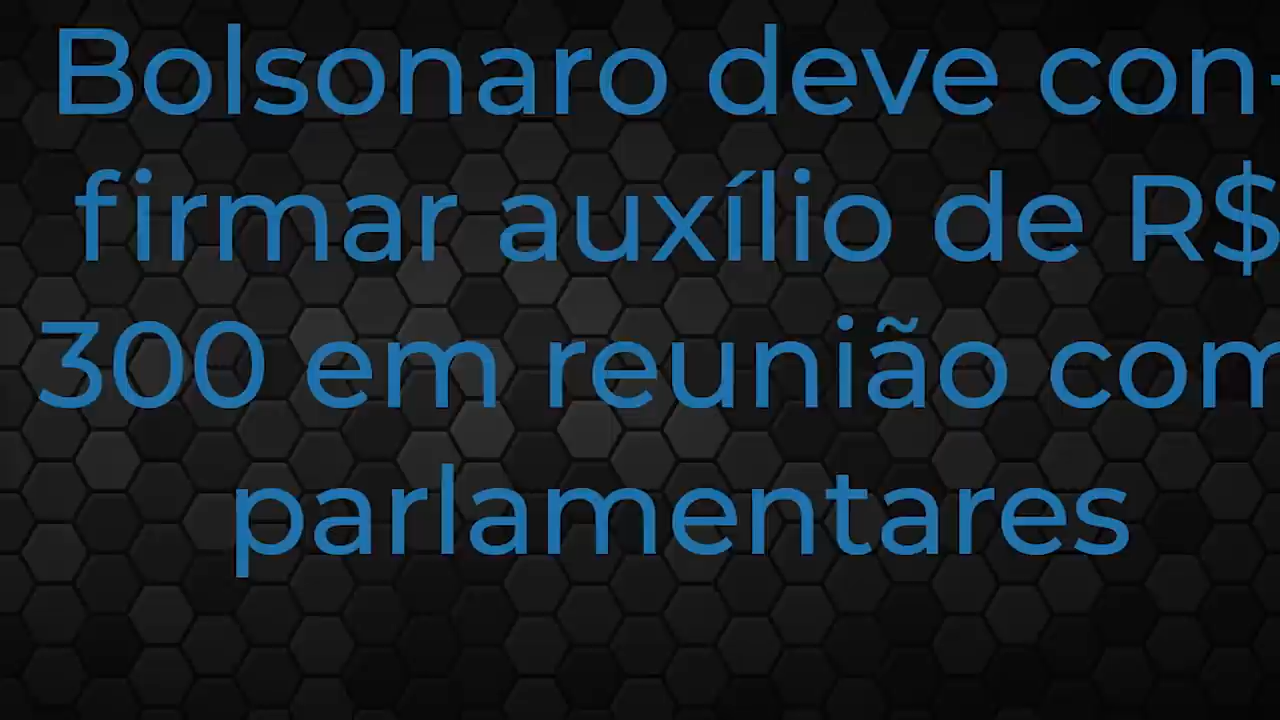 Bolsonaro deve con-
firmar auxílio de R$
300 em reunião com
parlamentares